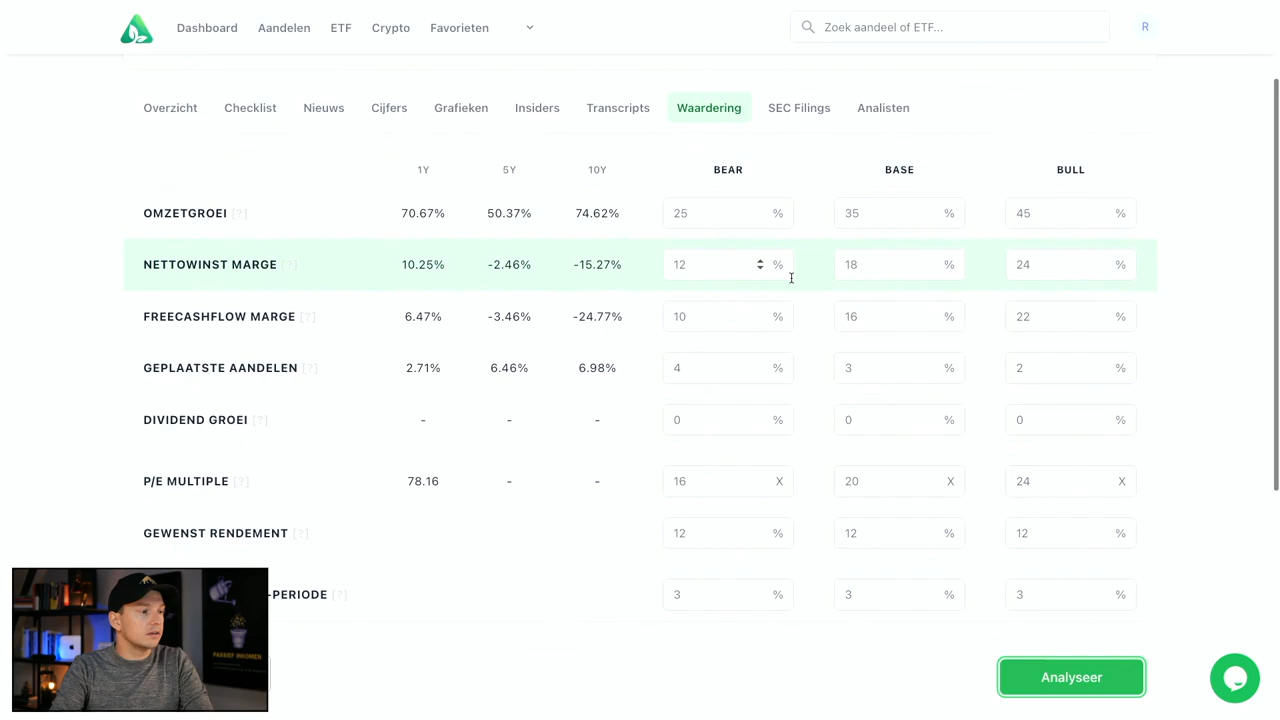 Dashboard Aandelen ETF Crypto Favorieten
Zoek aandeel of ETF...
R
Overzicht Checklist Nieuws Cijfers Grafieken Insiders Transcripts Waardering SEC Filings Analisten
1Y 5Y 10Y BEAR BASE BULL
OMZETGROEI [?] 70.67% 50.37% 74.62% 25 % 35 % 45 %
NETTOWINST MARGE [?] 10.25% -2.46% -15.27% 12 % 18 % 24 %
FREECASHFLOW MARGE [?] 6.47% -3.46% -24.77% 10 % 16 % 22 %
GEPLAATSTE AANDELEN [?] 2.71% 6.46% 6.98% 4 % 3 % 2 %
DIVIDEND GROEI [?] - - - 0 % 0 % 0 %
P/E MULTIPLE [?] 78.16 - - 16 X 20 X 24 X
GEWENST RENDEMENT [?] 12 % 12 % 12 %
-PERIODE [?] 3 % 3 % 3 %
PASSIEF INKOMEN
Analyseer